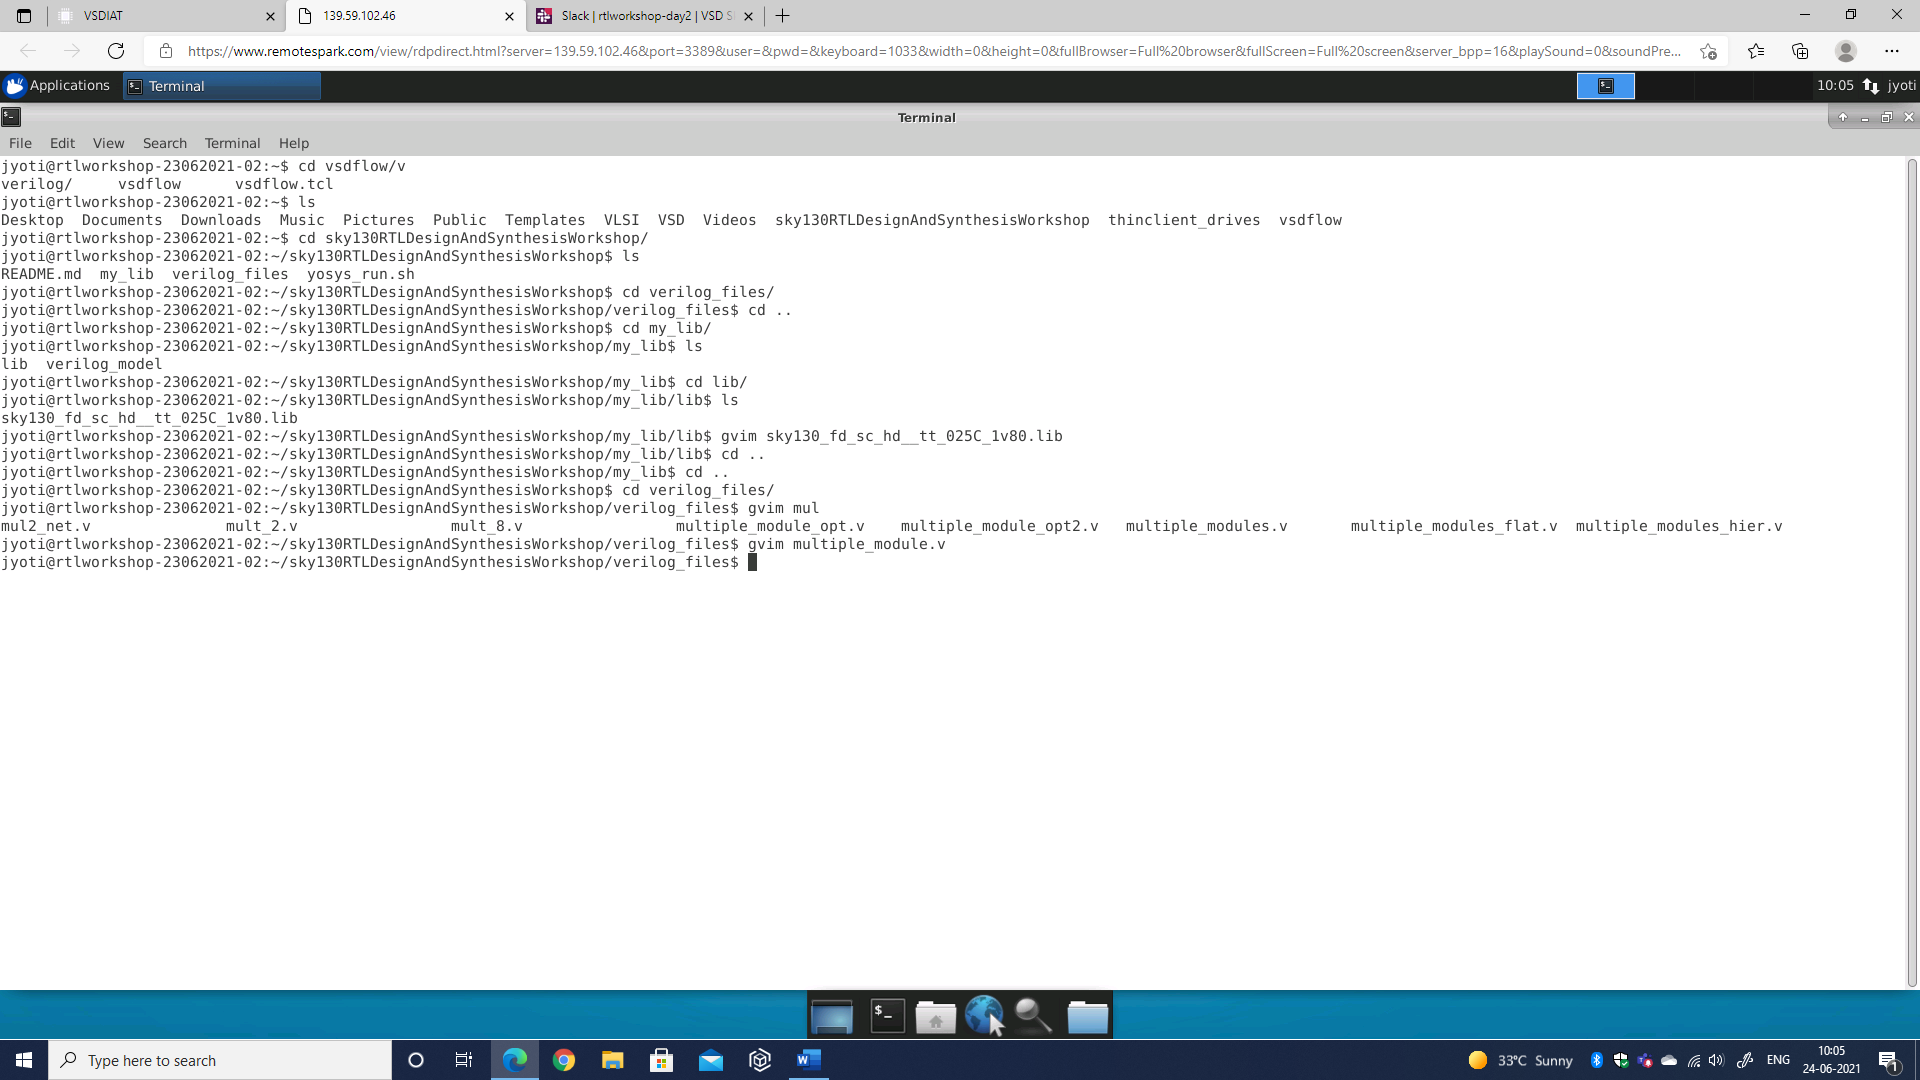 VSDIAT
139.59.102.46
Slack | rtlworkshop-day2 | VSD S
https://www.remotespark.com/view/rdpdirect.html?server=139.59.102.46&port=3389&user=&pwd=&keyboard=1033&width=0&height=0&fullBrowser=Full%20browser&fullScreen=Full%20screen&server_bpp=16&playSound=0&soundPre...
Applications
Terminal
10:05
jyoti
Terminal
File Edit View Search Terminal Help
jyoti@rtlworkshop-23062021-02:~$ cd vsdflow/v
verilog/ vsdflow vsdflow.tcl
jyoti@rtlworkshop-23062021-02:~$ ls
Desktop Documents Downloads Music Pictures Public Templates VLSI VSD Videos sky130RTLDesignAndSynthesisWorkshop thinclient_drives vsdflow
jyoti@rtlworkshop-23062021-02:~$ cd sky130RTLDesignAndSynthesisWorkshop/
jyoti@rtlworkshop-23062021-02:~/sky130RTLDesignAndSynthesisWorkshop$ ls
README.md my_lib verilog_files yosys_run.sh
jyoti@rtlworkshop-23062021-02:~/sky130RTLDesignAndSynthesisWorkshop$ cd verilog_files/
jyoti@rtlworkshop-23062021-02:~/sky130RTLDesignAndSynthesisWorkshop/verilog_files$ cd ..
jyoti@rtlworkshop-23062021-02:~/sky130RTLDesignAndSynthesisWorkshop$ cd my_lib/
jyoti@rtlworkshop-23062021-02:~/sky130RTLDesignAndSynthesisWorkshop/my_lib$ ls
lib verilog_model
jyoti@rtlworkshop-23062021-02:~/sky130RTLDesignAndSynthesisWorkshop/my_lib$ cd lib/
jyoti@rtlworkshop-23062021-02:~/sky130RTLDesignAndSynthesisWorkshop/my_lib/lib$ ls
sky130_fd_sc_hd__tt_025C_1v80.lib
jyoti@rtlworkshop-23062021-02:~/sky130RTLDesignAndSynthesisWorkshop/my_lib/lib$ gvim sky130_fd_sc_hd__tt_025C_1v80.lib
jyoti@rtlworkshop-23062021-02:~/sky130RTLDesignAndSynthesisWorkshop/my_lib/lib$ cd ..
jyoti@rtlworkshop-23062021-02:~/sky130RTLDesignAndSynthesisWorkshop/my_lib$ cd ..
jyoti@rtlworkshop-23062021-02:~/sky130RTLDesignAndSynthesisWorkshop$ cd verilog_files/
jyoti@rtlworkshop-23062021-02:~/sky130RTLDesignAndSynthesisWorkshop/verilog_files$ gvim mul
mul2_net.v mult_2.v mult_8.v multiple_module_opt.v multiple_module_opt2.v multiple_modules.v multiple_modules_flat.v multiple_modules_hier.v
jyoti@rtlworkshop-23062021-02:~/sky130RTLDesignAndSynthesisWorkshop/verilog_files$ gvim multiple_module.v
jyoti@rtlworkshop-23062021-02:~/sky130RTLDesignAndSynthesisWorkshop/verilog_files$
Type here to search
33°C Sunny
ENG
10:05
24-06-2021
1